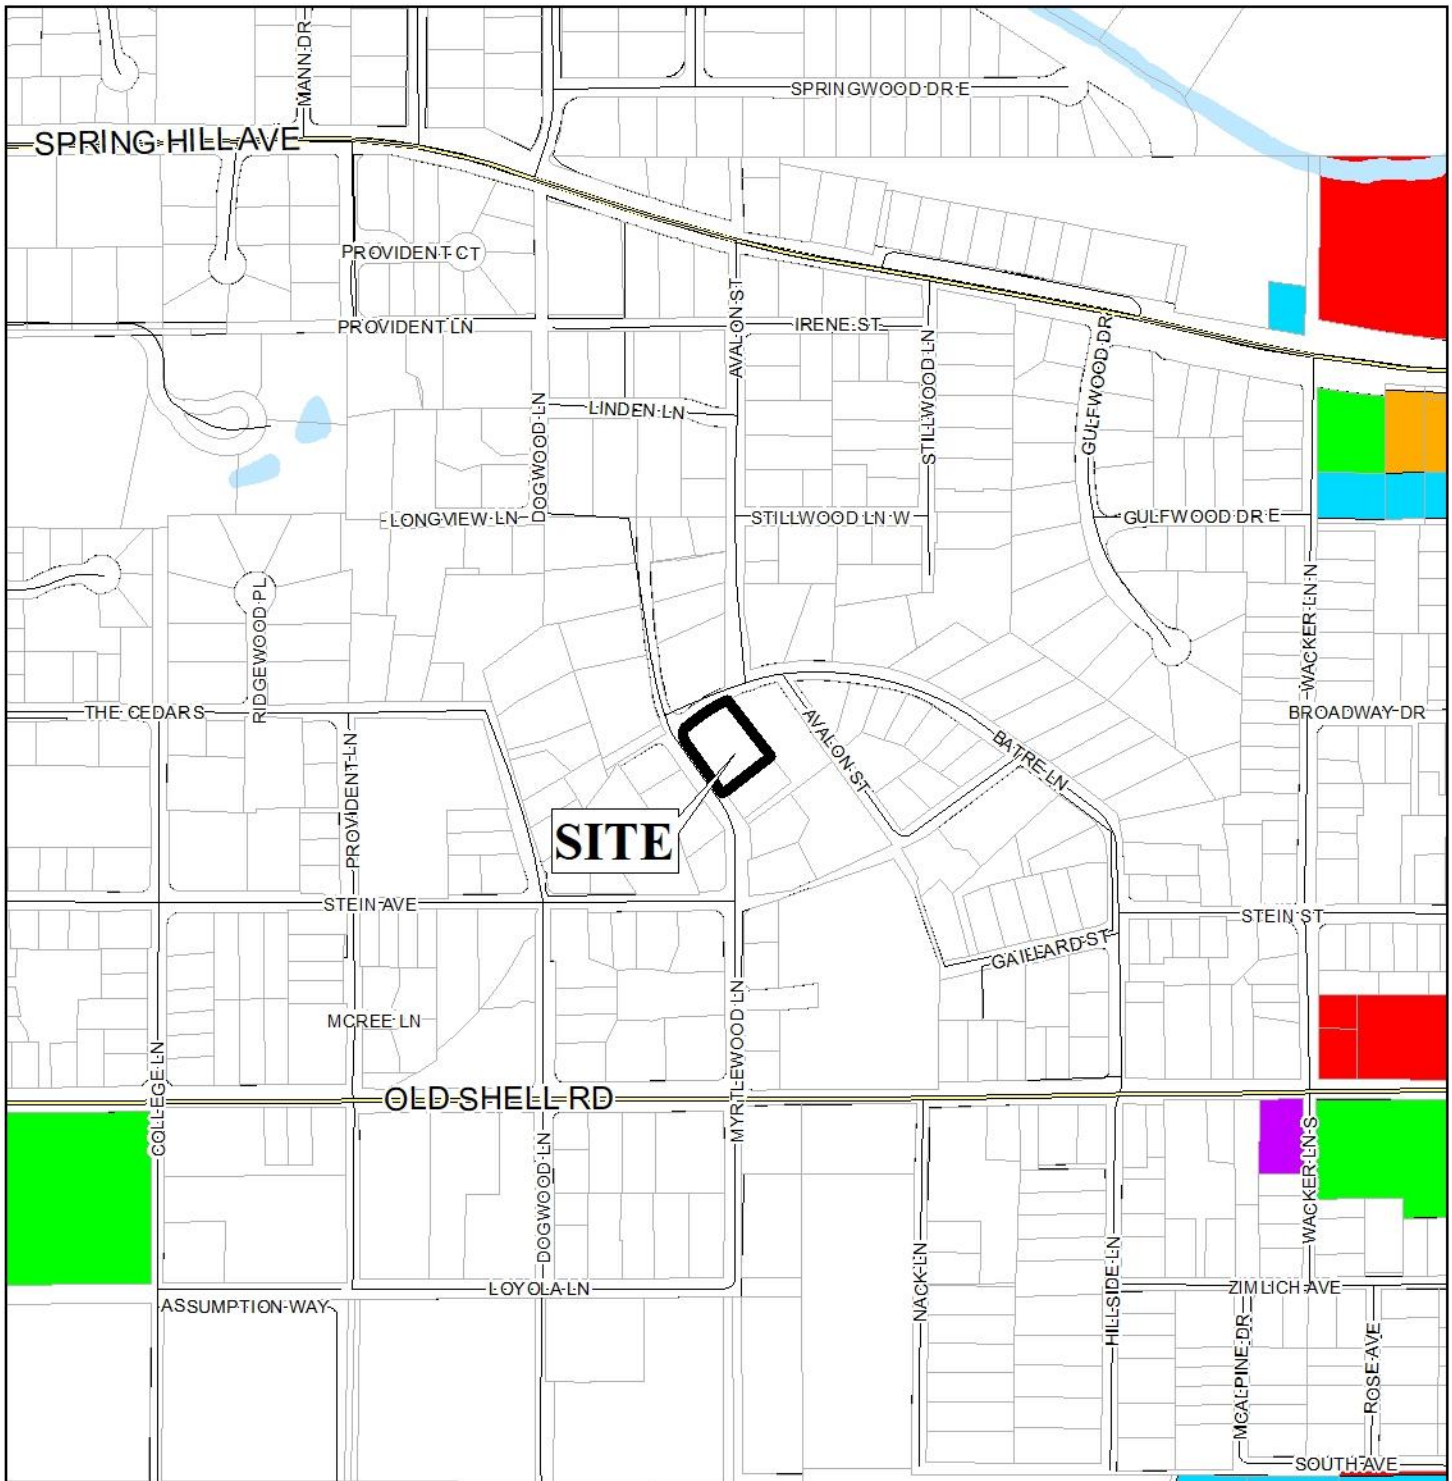 MANN DR
SPRINGWOOD DR E
SPRING HILL AVE
PROVIDENT CT
AVALON ST
PROVIDENT LN
IRENE ST
STILLWOOD LN
GULFWOOD DR
DOGWOOD LN
LINDEN LN
LONGVIEW LN
STILLWOOD LN W
GULFWOOD DR E
RIDGEWOOD PL
WACKER LN N
THE CEDARS
BROADWAY DR
PROVIDENT LN
AVALON ST
BATRE LN
SITE
STEIN AVE
STEIN ST
GAILLARD ST
MCREE LN
COLLEGE LN
MYRTLEWOOD LN
OLD SHELL RD
DOGWOOD LN
WACKER LN S
NACK LN
HILLSIDE LN
LOYOLA LN
ZIMLICH AVE
ASSUMPTION WAY
MCALPINE DR
ROSE AVE
SOUTH AVE